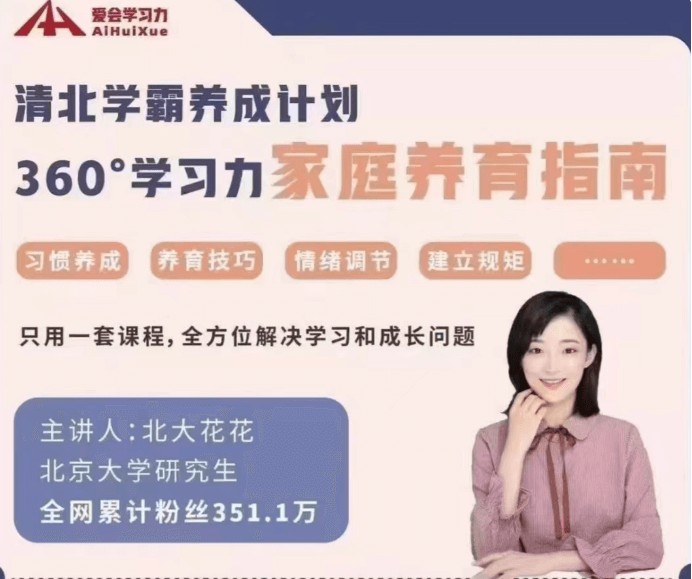 爱会学习力
AiHuiXue
清北学霸养成计划
360°学习力家庭养育指南
习惯养成 养育技巧 情绪调节 建立规矩 ……
只用一套课程,全方位解决学习和成长问题
主讲人:北大花花
北京大学研究生
全网累计粉丝351.1万